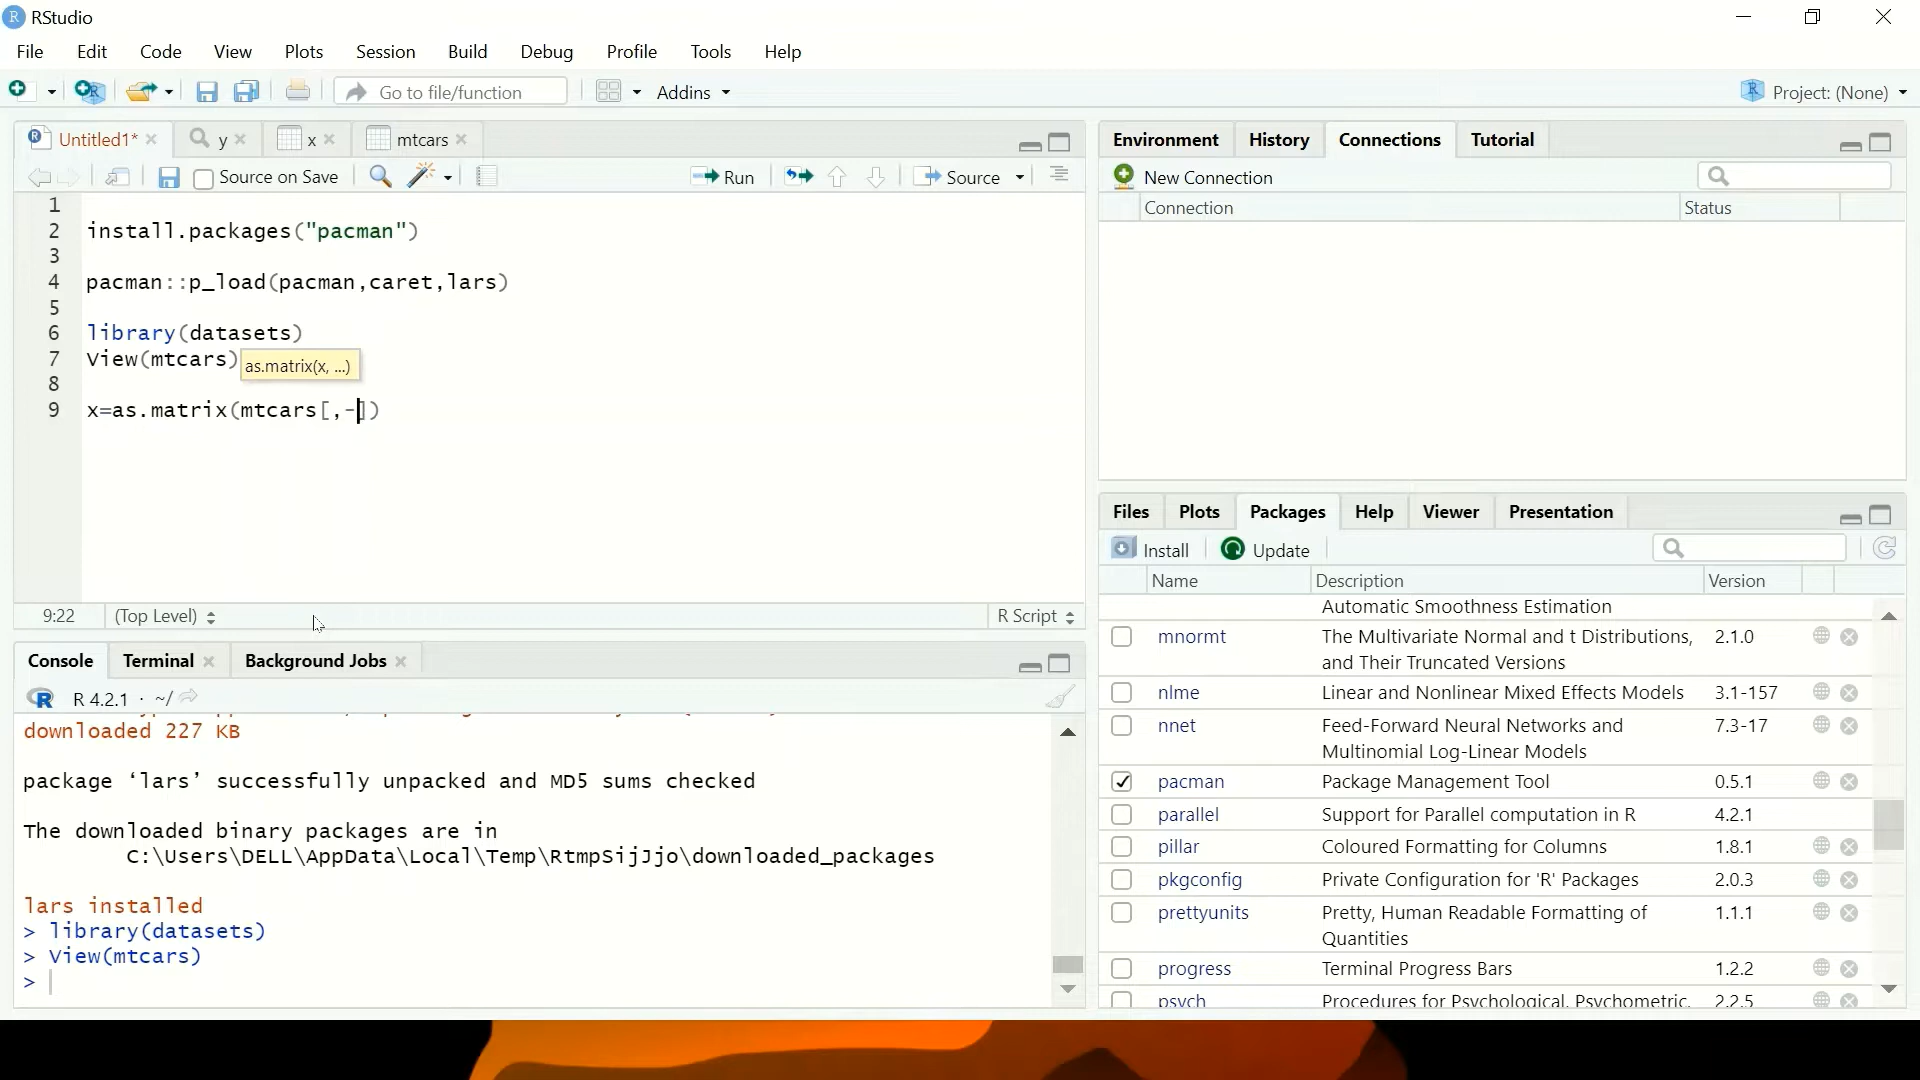 RStudio
File Edit Code View Plots Session Build Debug Profile Tools Help
Go to file/function Addins Project: (None)
Untitled1* y x mtcars
Source on Save Run Source
1
2 install.packages("pacman")
3
4 pacman::p_load(pacman,caret,lars)
5
6 library(datasets)
7 View(mtcars)
as.matrix(x, ...)
8
9 x=as.matrix(mtcars[,-])
9:22 (Top Level) R Script
Console Terminal Background Jobs
R 4.2.1 · ~/
downloaded 227 KB
package ‘lars’ successfully unpacked and MD5 sums checked
The downloaded binary packages are in
C:\Users\DELL\AppData\Local\Temp\RtmpSijJjo\downloaded_packages
lars installed
> library(datasets)
> View(mtcars)
>
Environment History Connections Tutorial
New Connection
Connection Status
Files Plots Packages Help Viewer Presentation
Install Update
Name Description Version
Automatic Smoothness Estimation
mnormt The Multivariate Normal and t Distributions, 2.1.0
and Their Truncated Versions
nlme Linear and Nonlinear Mixed Effects Models 3.1-157
nnet Feed-Forward Neural Networks and 7.3-17
Multinomial Log-Linear Models
pacman Package Management Tool 0.5.1
parallel Support for Parallel computation in R 4.2.1
pillar Coloured Formatting for Columns 1.8.1
pkgconfig Private Configuration for 'R' Packages 2.0.3
prettyunits Pretty, Human Readable Formatting of 1.1.1
Quantities
progress Terminal Progress Bars 1.2.2
psych Procedures for Psychological, Psychometric, 2.2.5